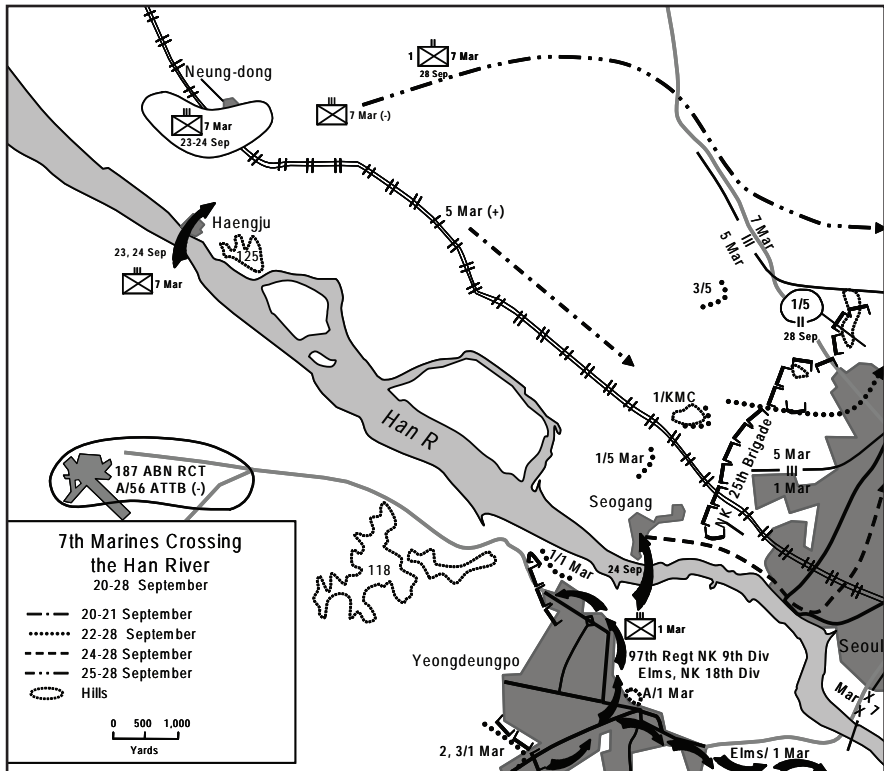 Neung-dong
1 7 Mar
28 Sep
7 Mar (-)
7 Mar
23-24 Sep
Haengju
125
23, 24 Sep
7 Mar
5 Mar (+)
7 Mar
III
5 Mar
3/5
1/5
II
28 Sep
1/KMC
1/5 Mar
NK 25th Brigade
5 Mar
III
1 Mar
Han R
Seogang
187 ABN RCT
A/56 ATTB (-)
118
1/1 Mar
24 Sep
1 Mar
Seoul
Yeongdeungpo
97th Regt NK 9th Div
Elms, NK 18th Div
A/1 Mar
Mar X 7
X
2, 3/1 Mar
Elms/ 1 Mar
7th Marines Crossing
the Han River
20-28 September
20-21 September
22-28 September
24-28 September
25-28 September
Hills
0 500 1,000
Yards